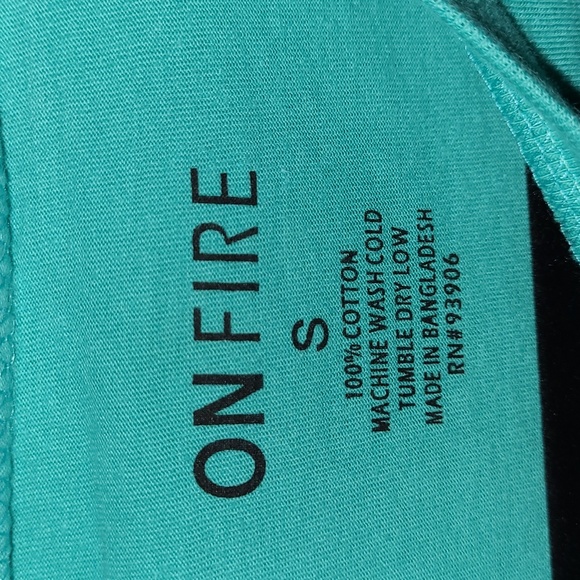 ONFIRE
S
100% COTTON
MACHINE WASH COLD
TUMBLE DRY LOW
MADE IN BANGLADESH
RN# 93906